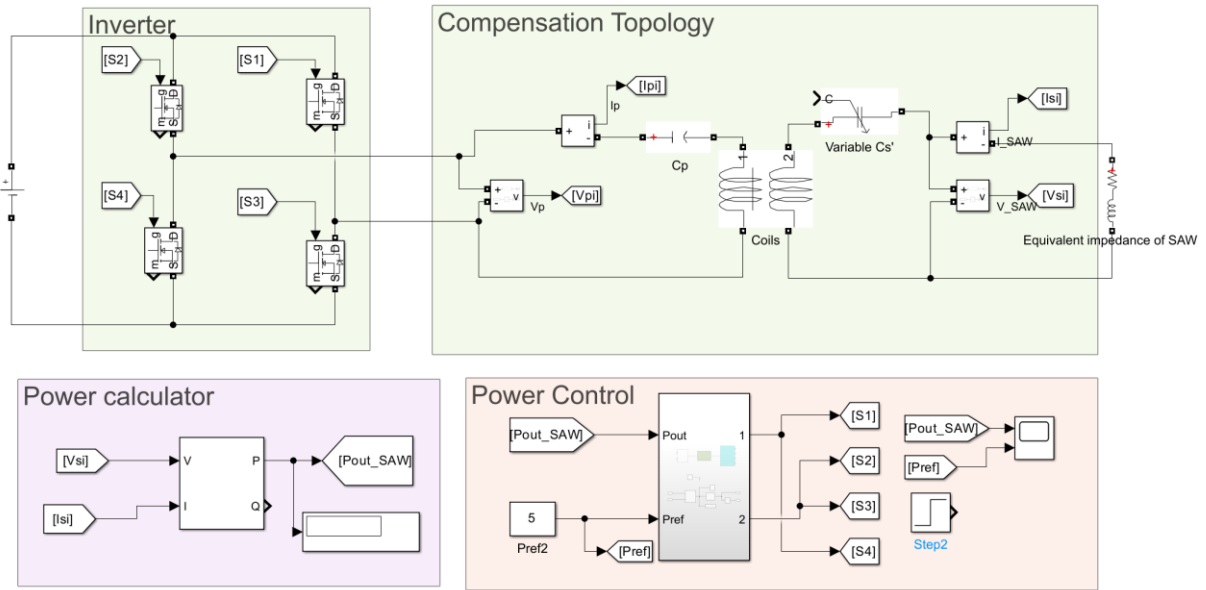 Inverter
Compensation Topology
[S2]
[S1]
g
D
m
S
g
D
m
S
[S4]
[S3]
g
D
m
S
g
D
m
S
+
[Ipi]
Ip
+
i
-
+
Cp
+
v
-
Vp
[Vpi]
1
2
Coils
C
+
Variable Cs'
[Isi]
+
i
-
I_SAW
+
v
-
V_SAW
[Vsi]
+
Equivalent impedance of SAW
Power calculator
[Vsi]
[Isi]
V
I
P
Q
[Pout_SAW]
Power Control
[Pout_SAW]
Pout
1
5
Pref2
Pref
2
[Pref]
[S1]
[S2]
[S3]
[S4]
[Pout_SAW]
[Pref]
Step2